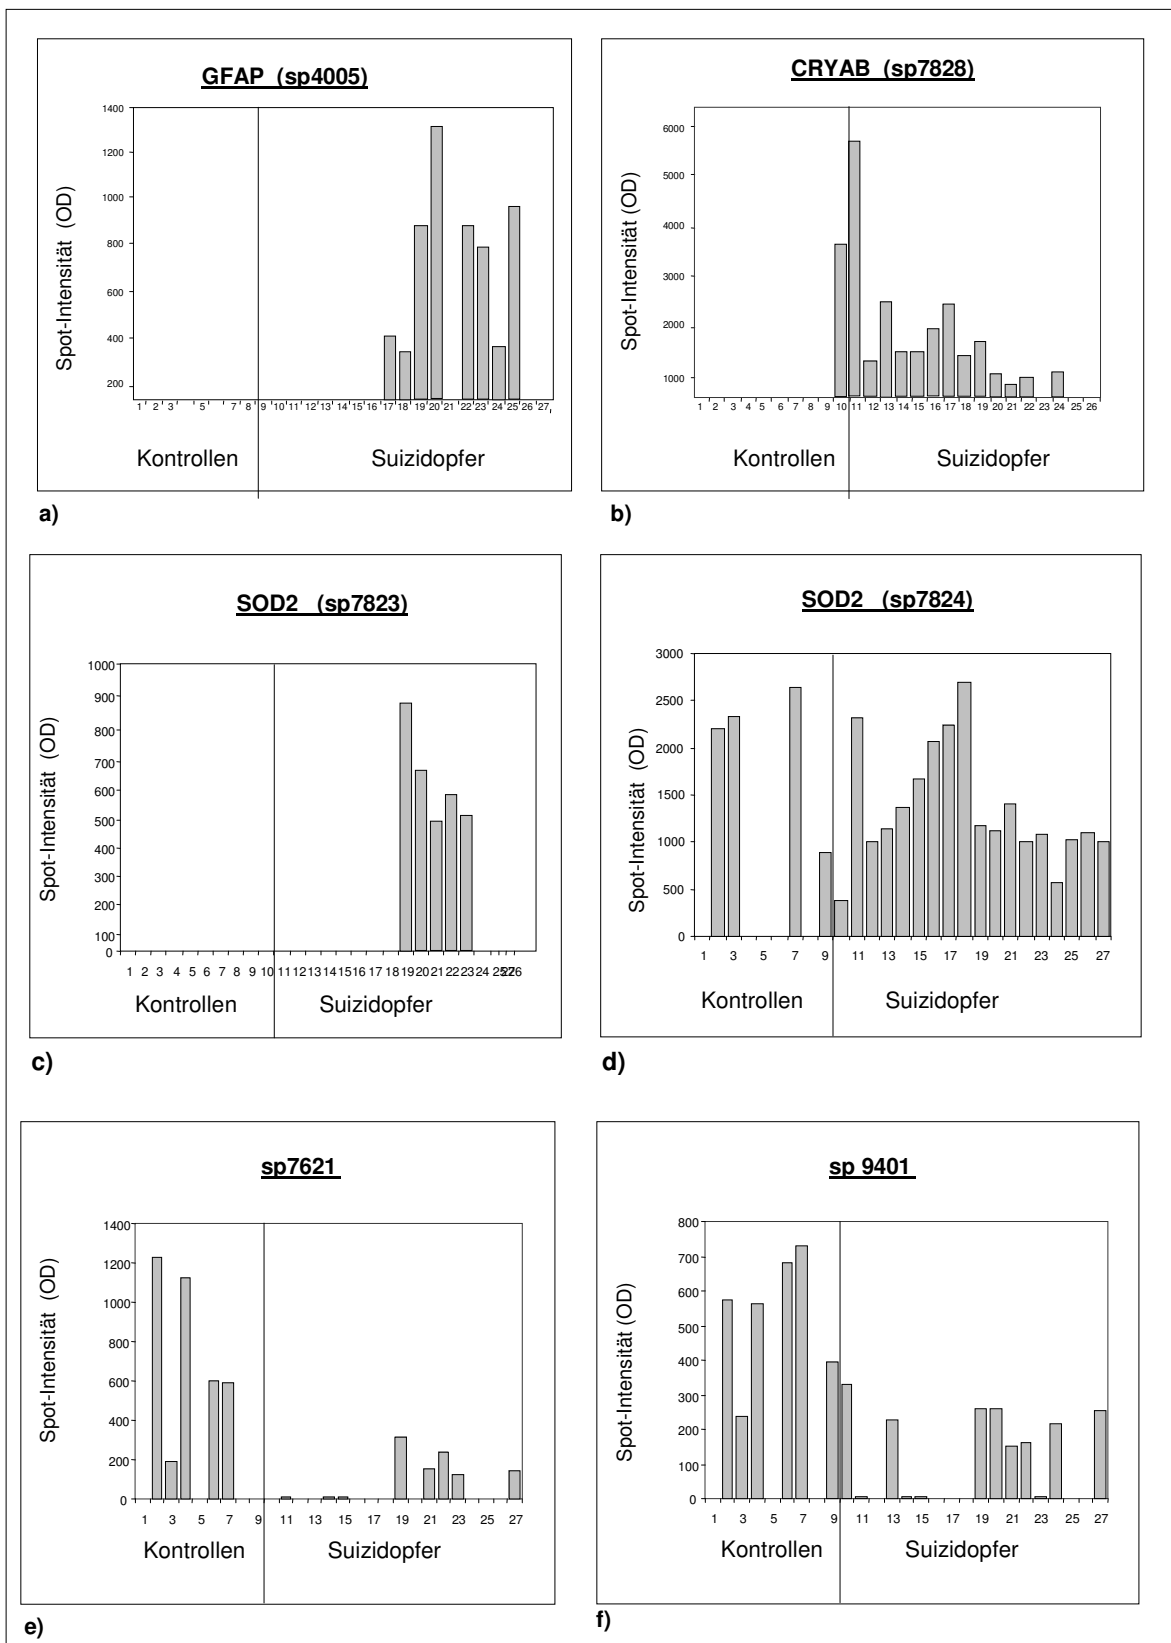 GFAP (sp4005)
Spot-Intensität (OD)
1400
1200
1000
800
600
400
200
1 2 3 5 7 8 9 10 11 12 13 14 15 16 17 18 19 20 21 22 23 24 25 26 27
Kontrollen Suizidopfer
a)
CRYAB (sp7828)
Spot-Intensität (OD)
6000
5000
4000
3000
2000
1000
1 2 3 4 5 6 7 8 9 10 11 12 13 14 15 16 17 18 19 20 21 22 23 24 25 26
Kontrollen Suizidopfer
b)
SOD2 (sp7823)
Spot-Intensität (OD)
1000
900
800
700
600
500
400
300
200
100
0
1 2 3 4 5 6 7 8 9 10 11 12 13 14 15 16 17 18 19 20 21 22 23 24 25 27 26
Kontrollen Suizidopfer
c)
SOD2 (sp7824)
Spot-Intensität (OD)
3000
2500
2000
1500
1000
500
0
1 3 5 7 9 11 13 15 17 19 21 23 25 27
Kontrollen Suizidopfer
d)
sp7621
Spot-Intensität (OD)
1400
1200
1000
800
600
400
200
0
1 3 5 7 9 11 13 15 17 19 21 23 25 27
Kontrollen Suizidopfer
e)
sp 9401
Spot-Intensität (OD)
800
700
600
500
400
300
200
100
0
1 3 5 7 9 11 13 15 17 19 21 23 25 27
Kontrollen Suizidopfer
f)